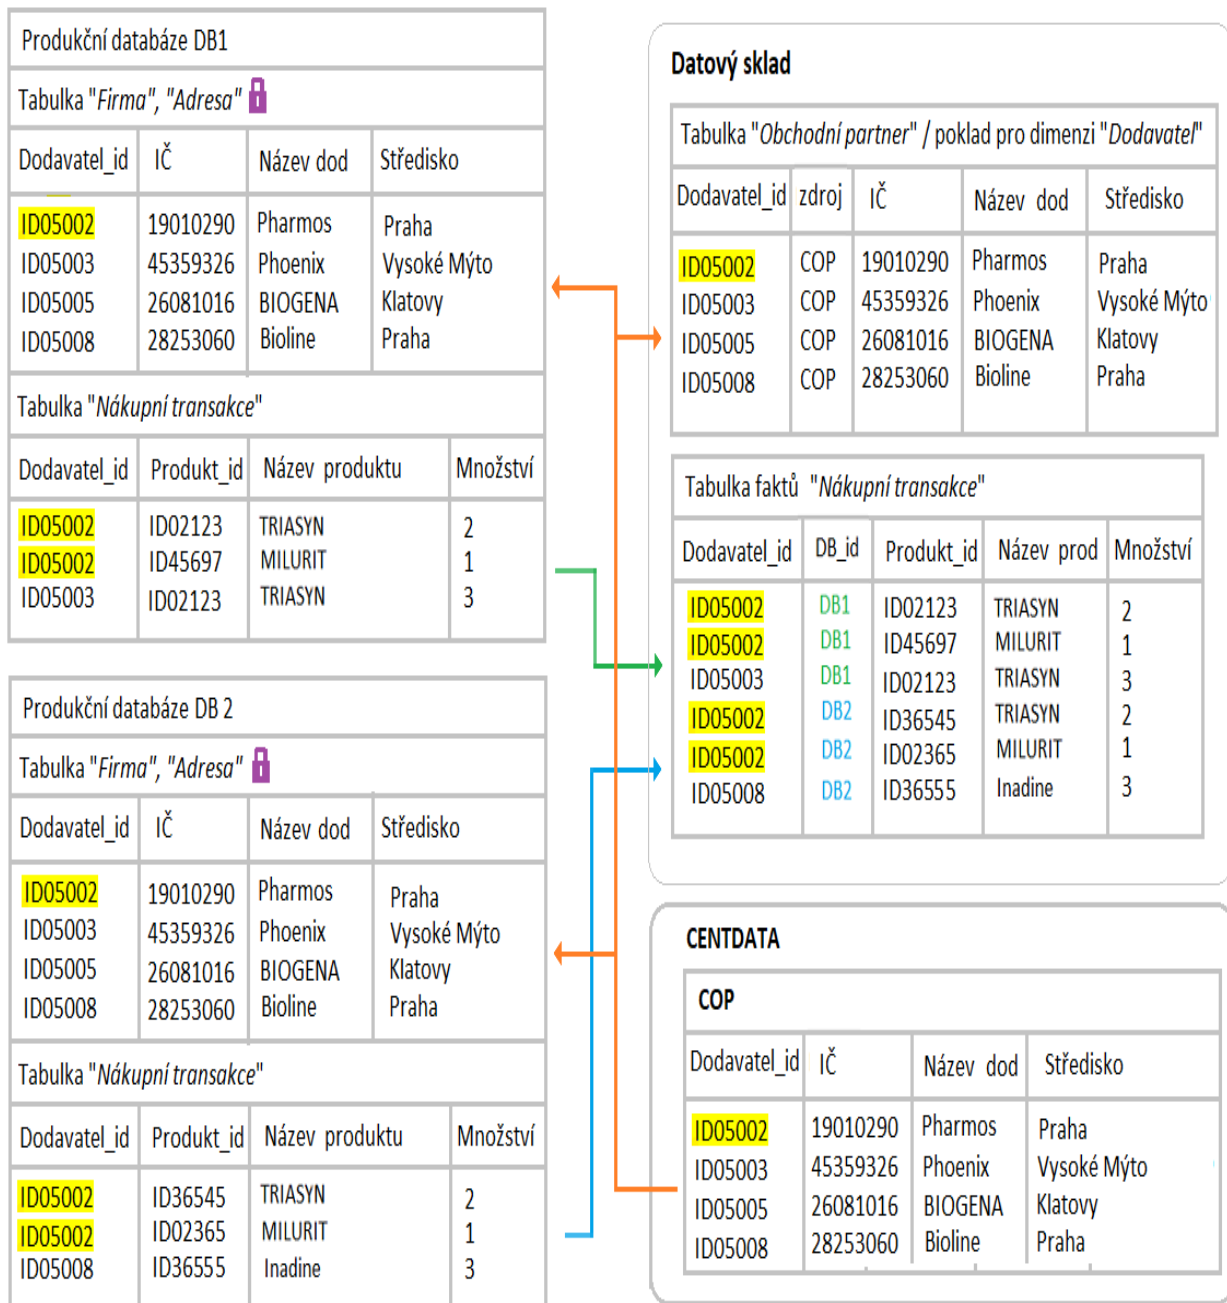 Produkční databáze DB1
Tabulka "Firma", "Adresa"
Dodavatel_id IČ Název dod Středisko
ID05002 19010290 Pharmos Praha
ID05003 45359326 Phoenix Vysoké Mýto
ID05005 26081016 BIOGENA Klatovy
ID05008 28253060 Bioline Praha
Tabulka "Nákupní transakce"
Dodavatel_id Produkt_id Název produktu Množství
ID05002 ID02123 TRIASYN 2
ID05002 ID45697 MILURIT 1
ID05003 ID02123 TRIASYN 3
Produkční databáze DB 2
Tabulka "Firma", "Adresa"
Dodavatel_id IČ Název dod Středisko
ID05002 19010290 Pharmos Praha
ID05003 45359326 Phoenix Vysoké Mýto
ID05005 26081016 BIOGENA Klatovy
ID05008 28253060 Bioline Praha
Tabulka "Nákupní transakce"
Dodavatel_id Produkt_id Název produktu Množství
ID05002 ID36545 TRIASYN 2
ID05002 ID02365 MILURIT 1
ID05008 ID36555 Inadine 3
Datový sklad
Tabulka "Obchodní partner" / poklad pro dimenzi "Dodavatel"
Dodavatel_id zdroj IČ Název dod Středisko
ID05002 COP 19010290 Pharmos Praha
ID05003 COP 45359326 Phoenix Vysoké Mýto
ID05005 COP 26081016 BIOGENA Klatovy
ID05008 COP 28253060 Bioline Praha
Tabulka faktů "Nákupní transakce"
Dodavatel_id DB_id Produkt_id Název prod Množství
ID05002 DB1 ID02123 TRIASYN 2
ID05002 DB1 ID45697 MILURIT 1
ID05003 DB1 ID02123 TRIASYN 3
ID05002 DB2 ID36545 TRIASYN 2
ID05002 DB2 ID02365 MILURIT 1
ID05008 DB2 ID36555 Inadine 3
CENTDATA
COP
Dodavatel_id IČ Název dod Středisko
ID05002 19010290 Pharmos Praha
ID05003 45359326 Phoenix Vysoké Mýto
ID05005 26081016 BIOGENA Klatovy
ID05008 28253060 Bioline Praha